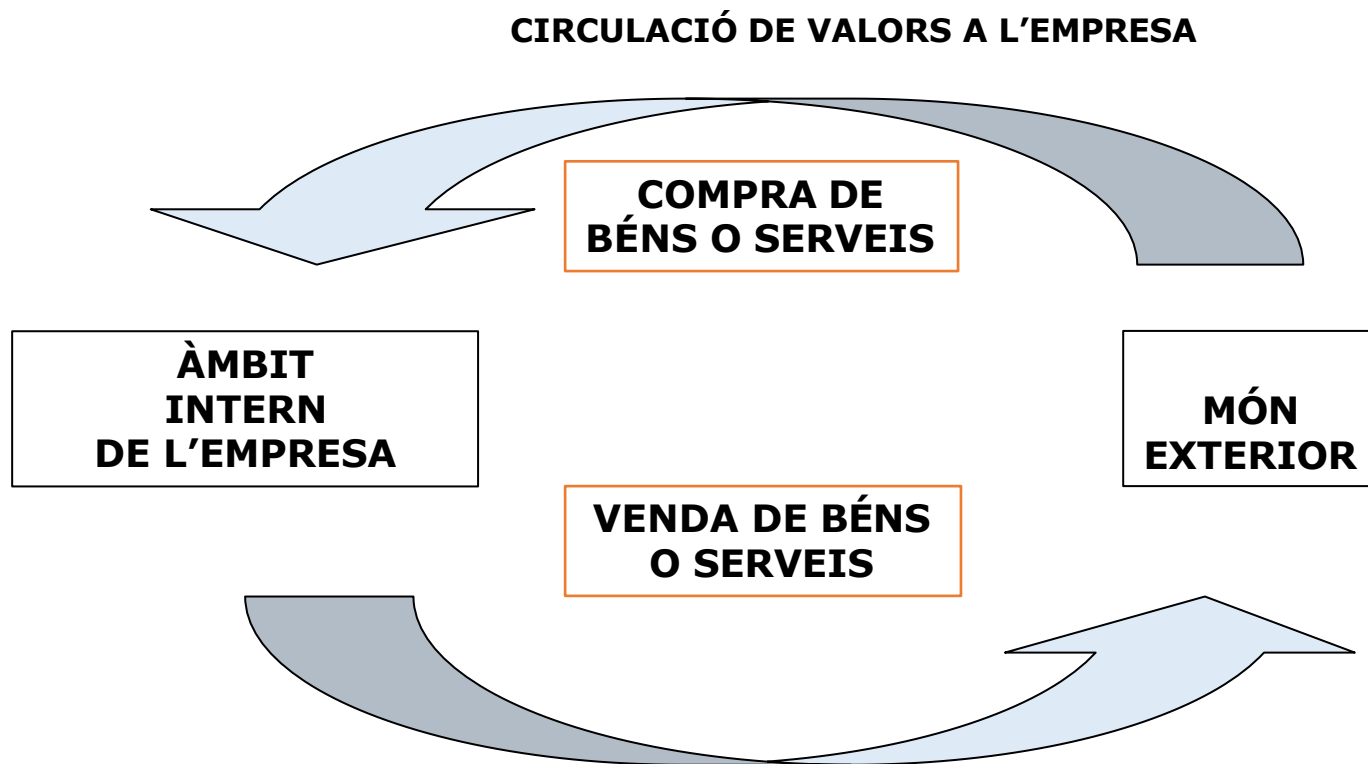 CIRCULACIÓ DE VALORS A L’EMPRESA
COMPRA DE
BÉNS O SERVEIS
ÀMBIT
INTERN
DE L’EMPRESA
MÓN
EXTERIOR
VENDA DE BÉNS
O SERVEIS